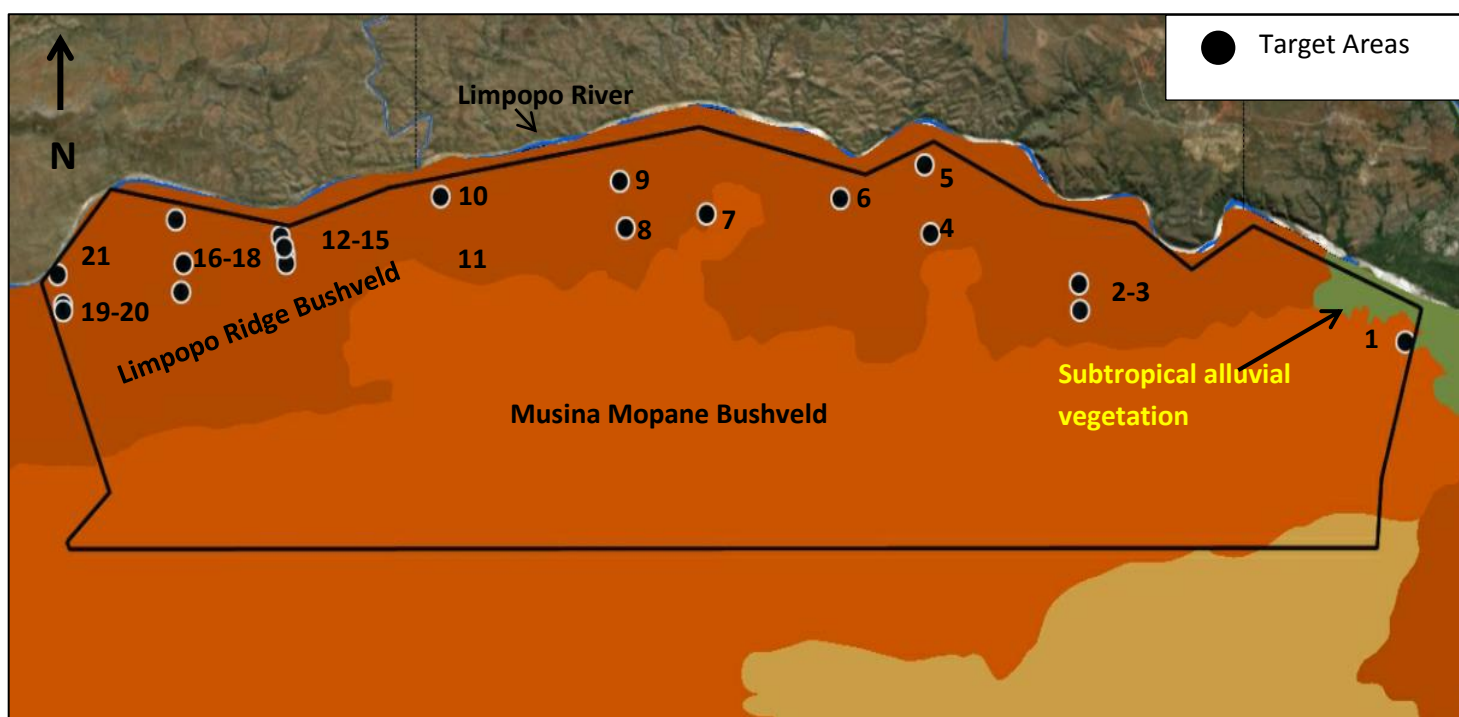 Target Areas
Limpopo River
N
5
9
10
6
7
8
4
12-15
21
16-18
11
2-3
19-20
Limpopo Ridge Bushveld
1
Subtropical alluvial
vegetation
Musina Mopane Bushveld